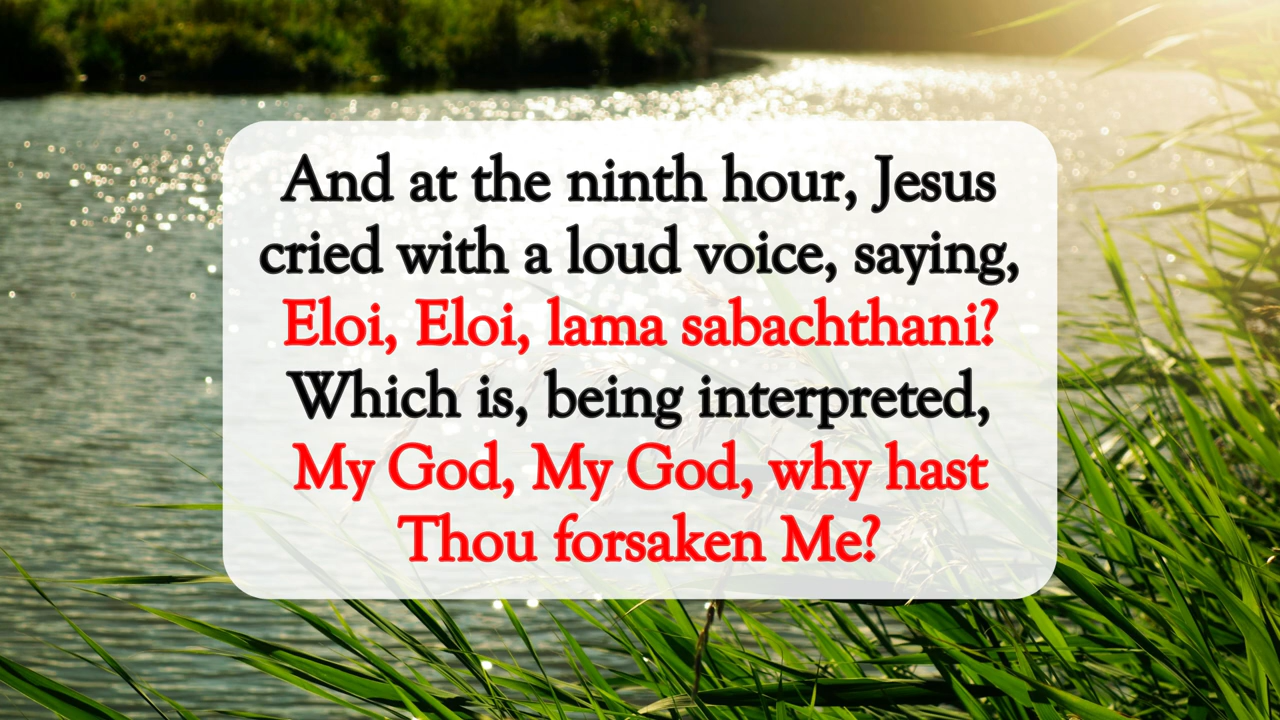 And at the ninth hour, Jesus
cried with a loud voice, saying,
Eloi, Eloi, lama sabachthani?
Which is, being interpreted,
My God, My God, why hast
Thou forsaken Me?